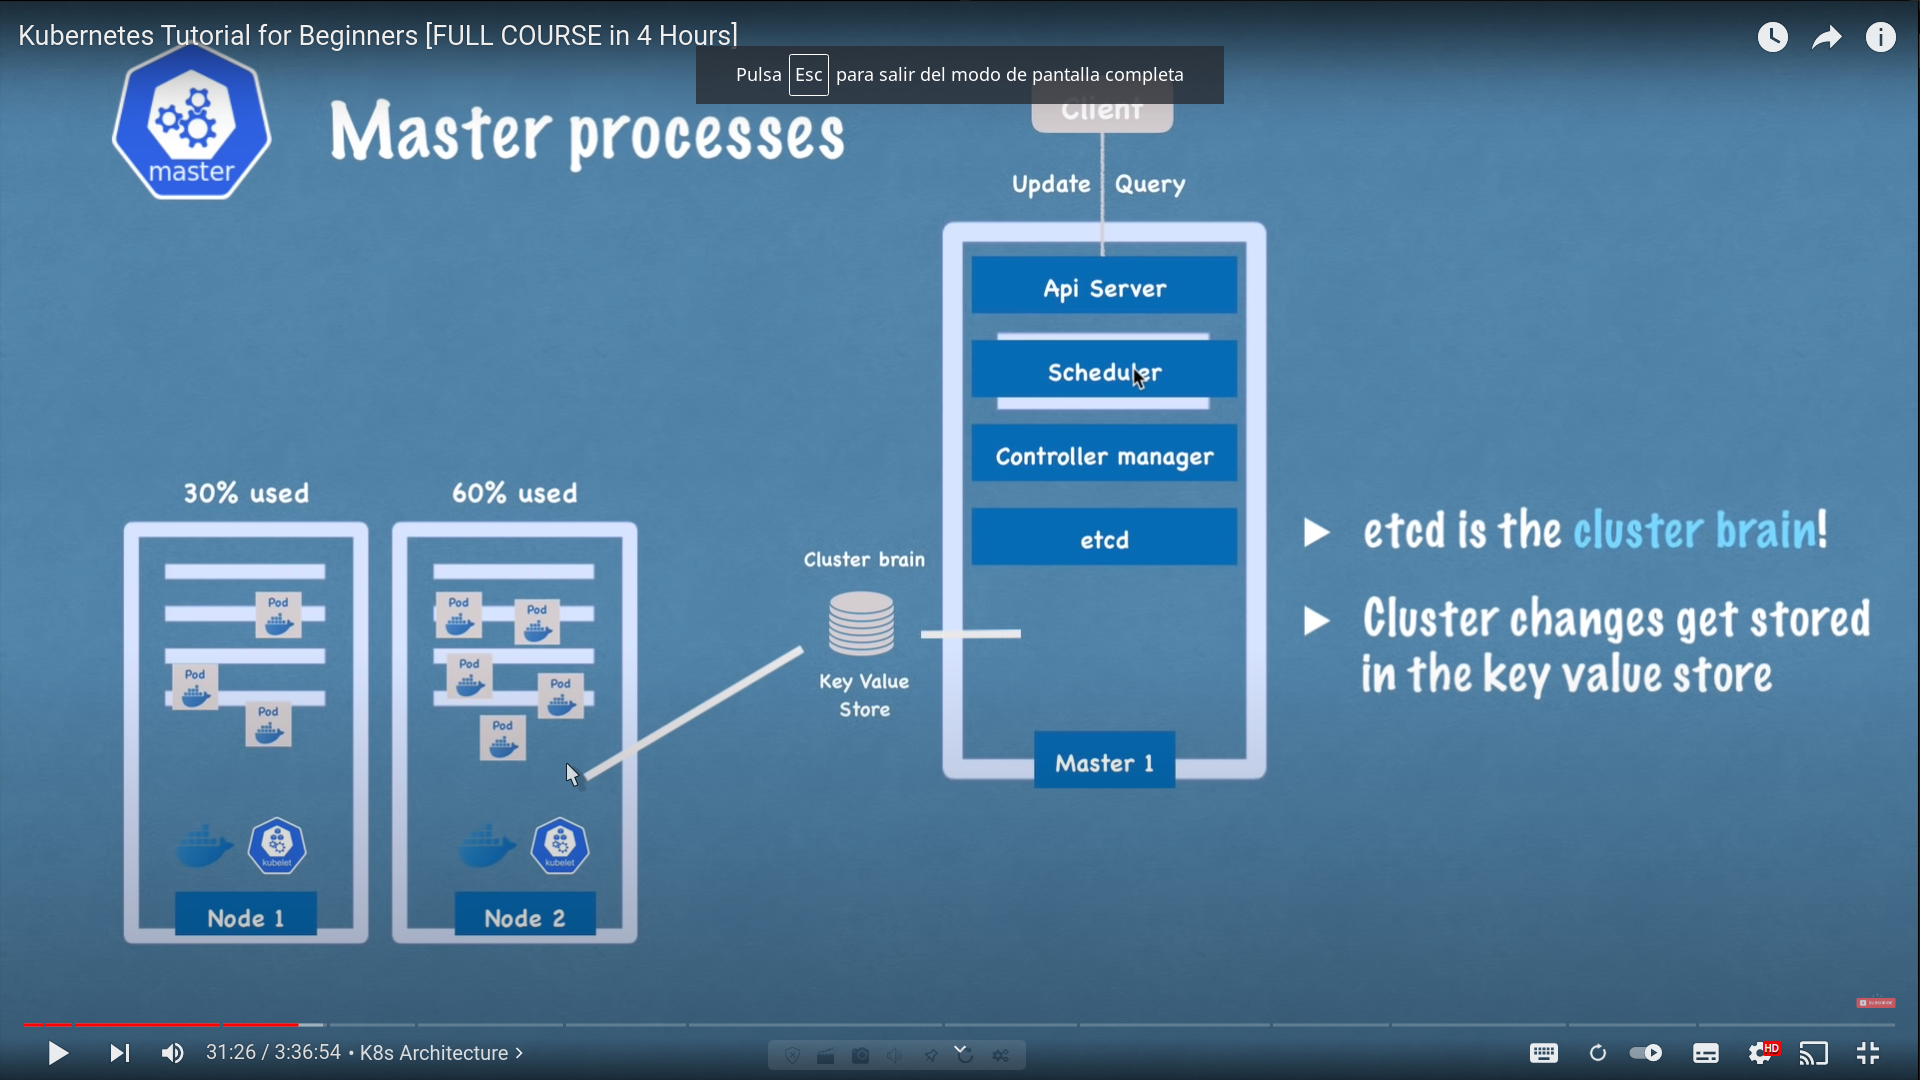 Kubernetes Tutorial for Beginners [FULL COURSE in 4 Hours]
Pulsa Esc para salir del modo de pantalla completa
master
Master processes
Client
Update Query
Api Server
Scheduler
Controller manager
etcd
Master 1
30% used
60% used
Pod
Pod
Pod
kubelet
Node 1
Pod
Pod
Pod
Pod
Pod
kubelet
Node 2
Cluster brain
Key Value
Store
etcd is the cluster brain!
Cluster changes get stored
in the key value store
31:26 / 3:36:54 • K8s Architecture
HD